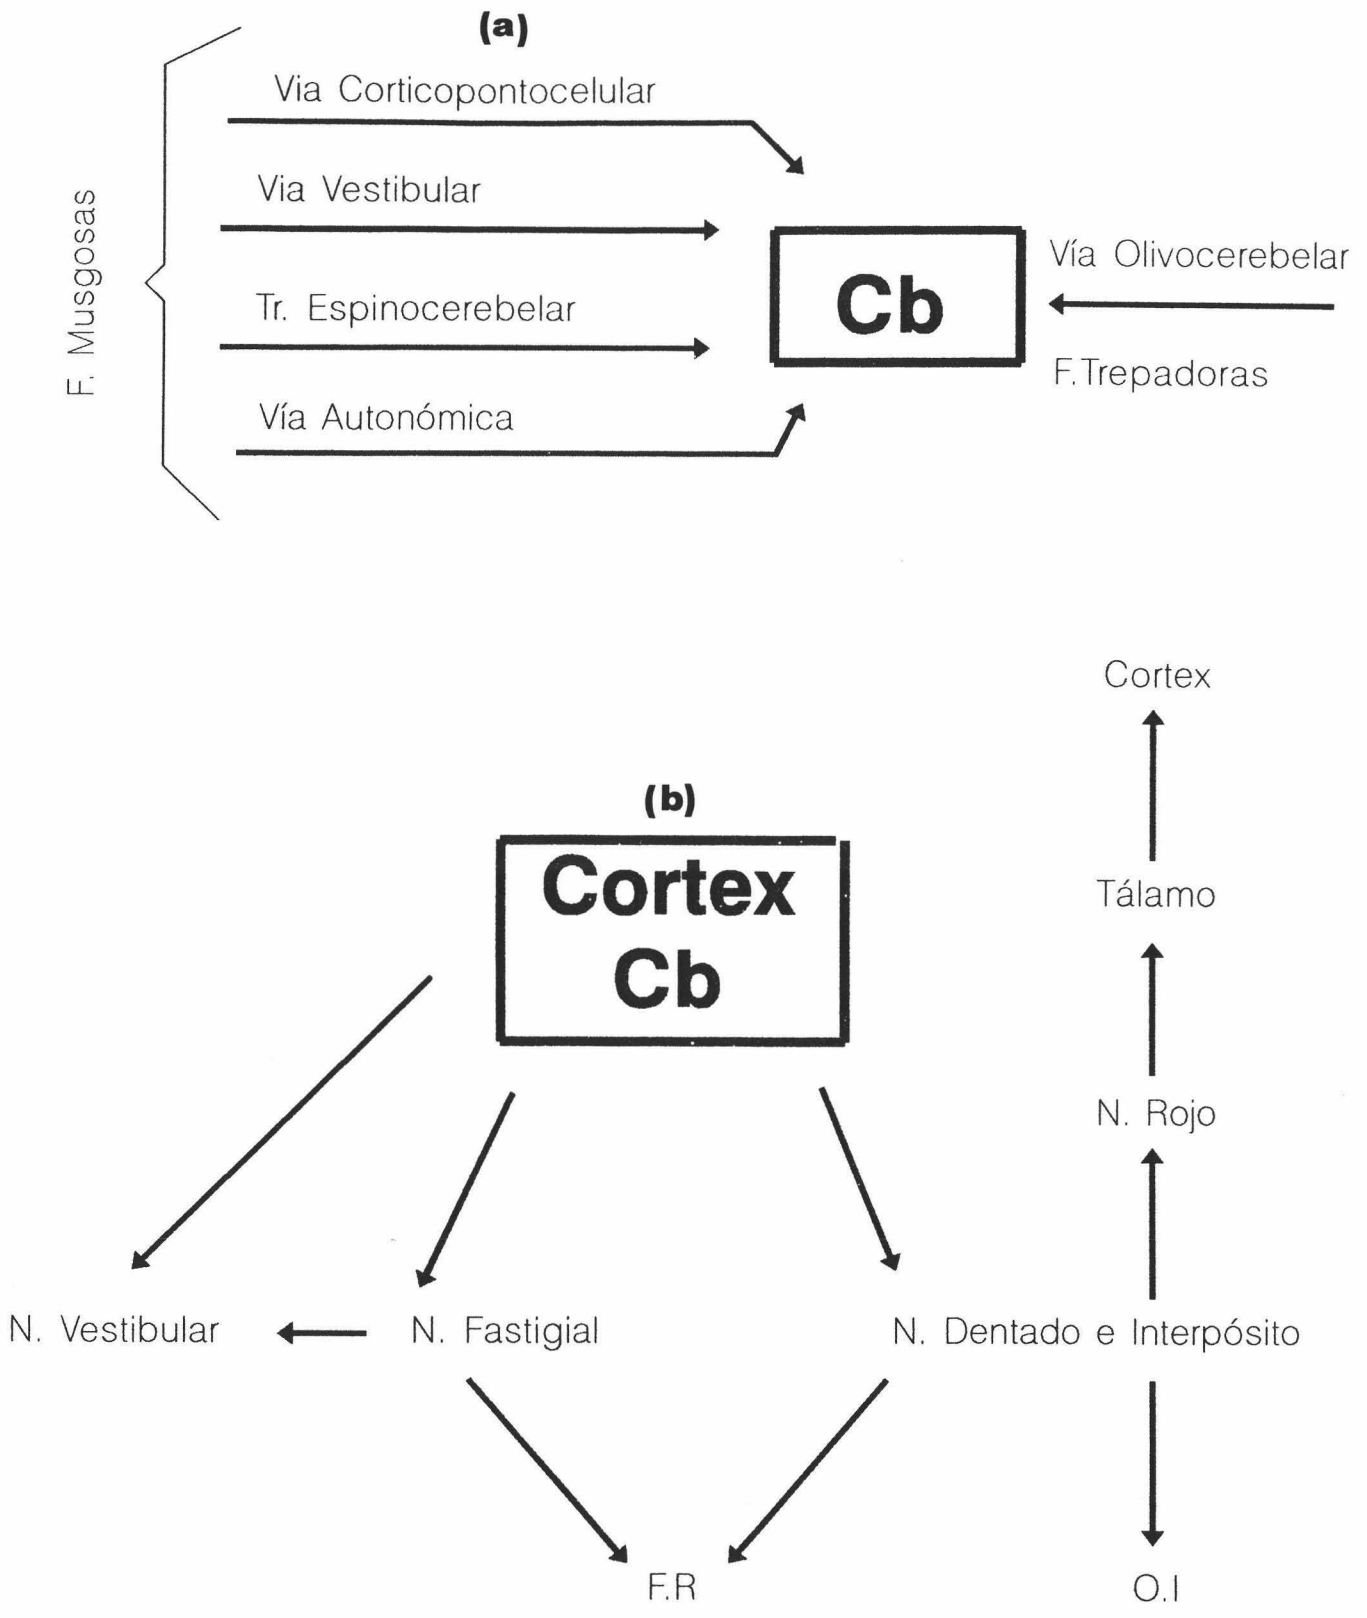 (a)
Via Corticopontocelular
Via Vestibular
Tr. Espinocerebelar
Vía Autonómica
F. Musgosas
Cb
Vía Olivocerebelar
F.Trepadoras
Cortex
(b)
Cortex
Cb
Tálamo
N. Rojo
N. Vestibular
N. Fastigial
N. Dentado e Interpósito
F.R
O.I